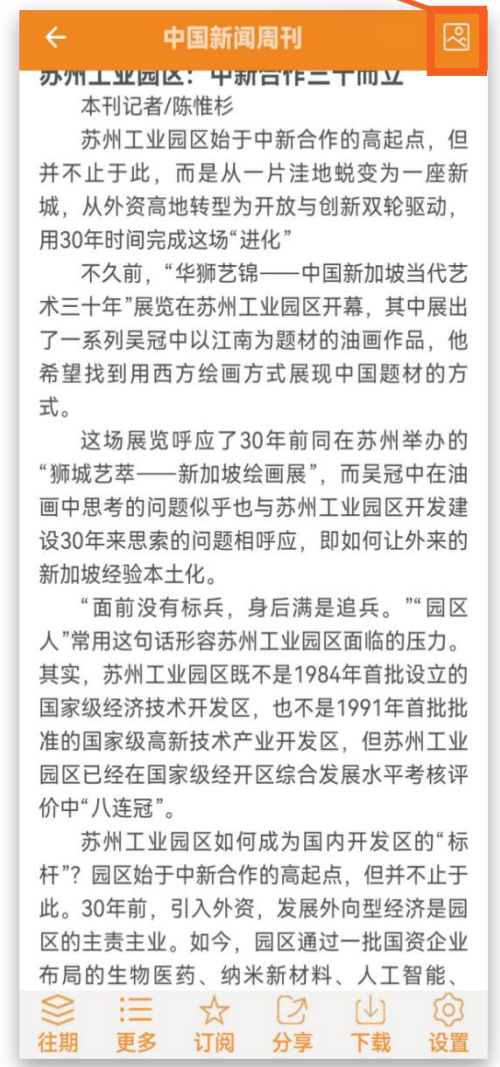 中国新闻周刊
苏州工业园区：中新合作三十而立
本刊记者/陈惟杉
苏州工业园区始于中新合作的高起点，但
并不止于此，而是从一片洼地蜕变为一座新
城，从外资高地转型为开放与创新双轮驱动，
用30年时间完成这场“进化”
不久前，“华狮艺锦——中国新加坡当代艺
术三十年”展览在苏州工业园区开幕，其中展出
了一系列吴冠中以江南为题材的油画作品，他
希望找到用西方绘画方式展现中国题材的方
式。
这场展览呼应了30年前同在苏州举办的
“狮城艺萃——新加坡绘画展”，而吴冠中在油
画中思考的问题似乎也与苏州工业园区开发建
设30年来思索的问题相呼应，即如何让外来的
新加坡经验本土化。
“面前没有标兵，身后满是追兵。”“园区
人”常用这句话形容苏州工业园区面临的压力。
其实，苏州工业园区既不是1984年首批设立的
国家级经济技术开发区，也不是1991年首批批
准的国家级高新技术产业开发区，但苏州工业
园区已经在国家级经开区综合发展水平考核评
价中“八连冠”。
苏州工业园区如何成为国内开发区的“标
杆”？园区始于中新合作的高起点，但并不止于
此。30年前，引入外资，发展外向型经济是园
区的主责主业。如今，园区通过一批国资企业
布局的生物医药、纳米新材料、人工智能、
往期 更多 订阅 分享 下载 设置